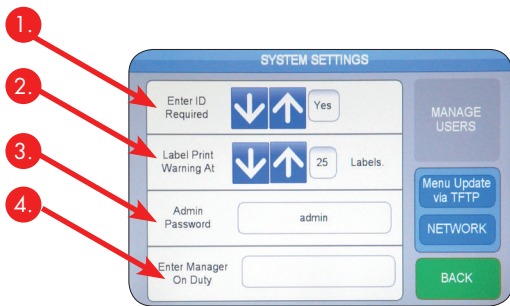 1.
SYSTEM SETTINGS
2.
Enter ID
Required
Yes
MANAGE
USERS
3.
Label Print
Warning At
25
Labels.
Menu Update
via TFTP
4.
Admin
Password
admin
NETWORK
Enter Manager
On Duty
BACK